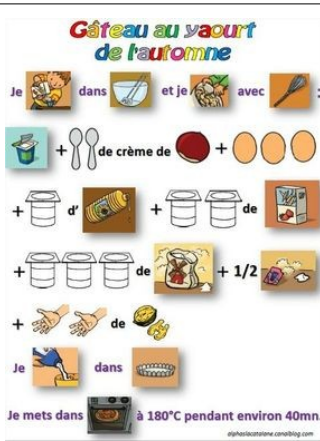 Gâteau au yaourt
de l'automne
Je dans et je avec :
+ de crème de +
+ d' + de
+ de + 1/2
+ de
Je dans
Je mets dans à 180°C pendant environ 40mn.
alphasiacatalane.canalblog.com